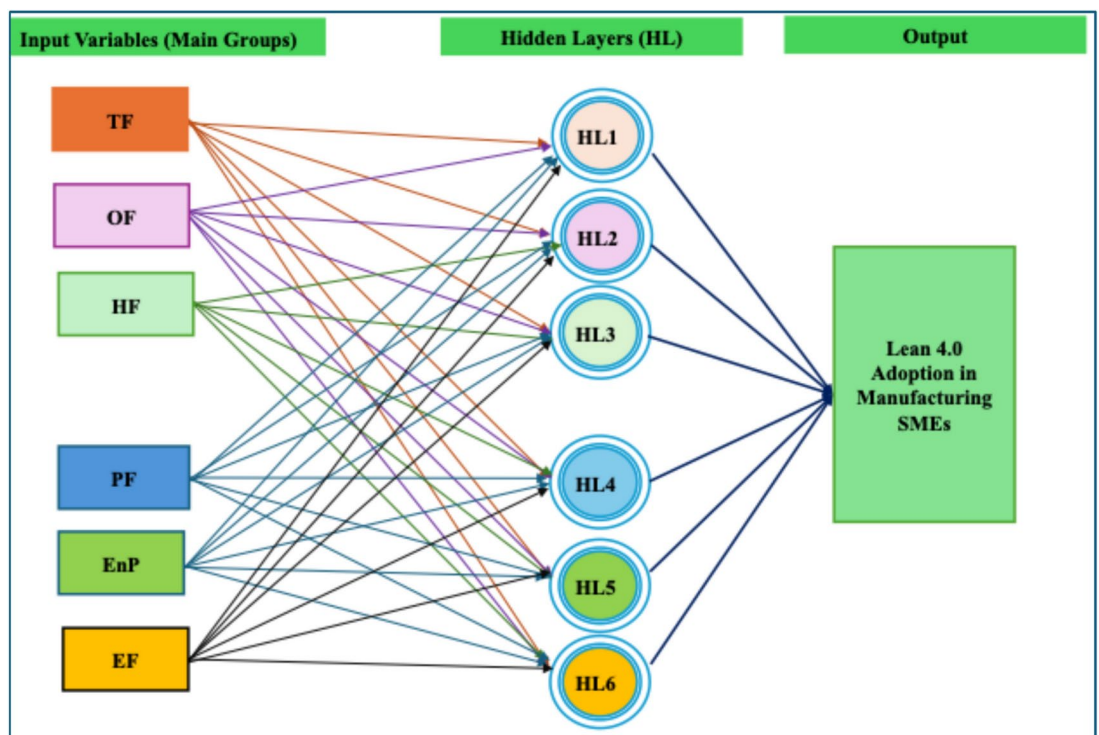 Input Variables (Main Groups)
Hidden Layers (HL)
Output
TF
OF
HF
PF
EnP
EF
HL1
HL2
HL3
HL4
HL5
HL6
Lean 4.0
Adoption in
Manufacturing
SMEs